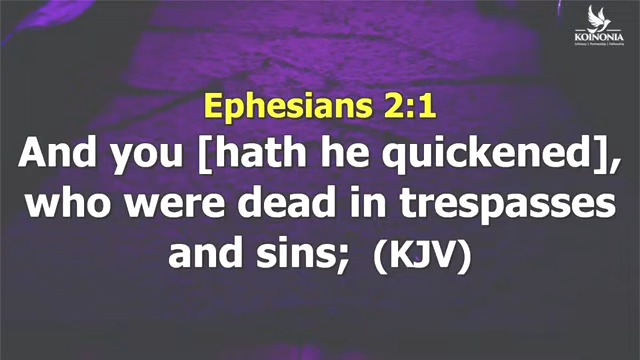 KOINONIA
Ephesians 2:1
And you [hath he quickened],
who were dead in trespasses
and sins;  (KJV)